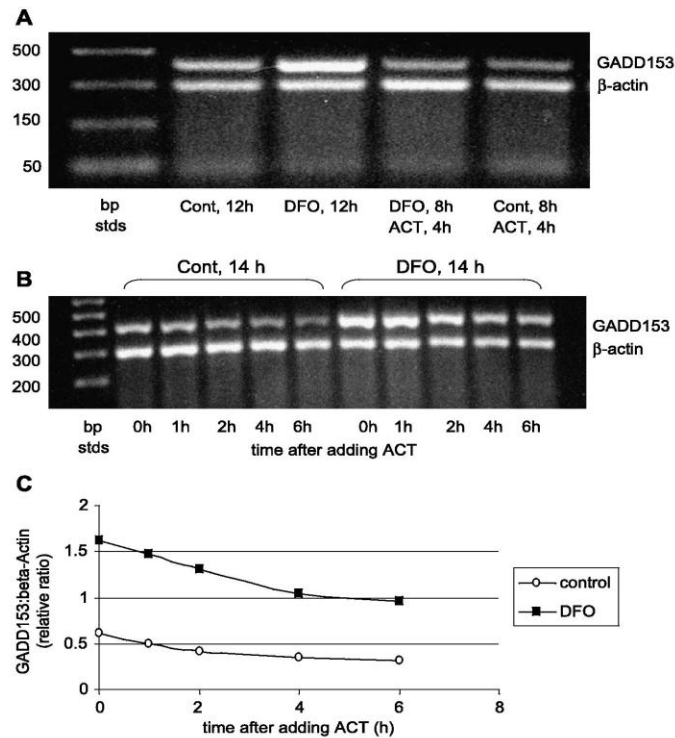 A
500
300
150
50
GADD153
β-actin
bp
stds
Cont, 12h
DFO, 12h
DFO, 8h
ACT, 4h
Cont, 8h
ACT, 4h
B
Cont, 14 h
DFO, 14 h
500
400
300
200
GADD153
β-actin
bp
stds
0h 1h 2h 4h 6h 0h 1h 2h 4h 6h
time after adding ACT
C
GADD153:beta-Actin
(relative ratio)
2
1.5
1
0.5
0
0 2 4 6 8
time after adding ACT (h)
control
DFO